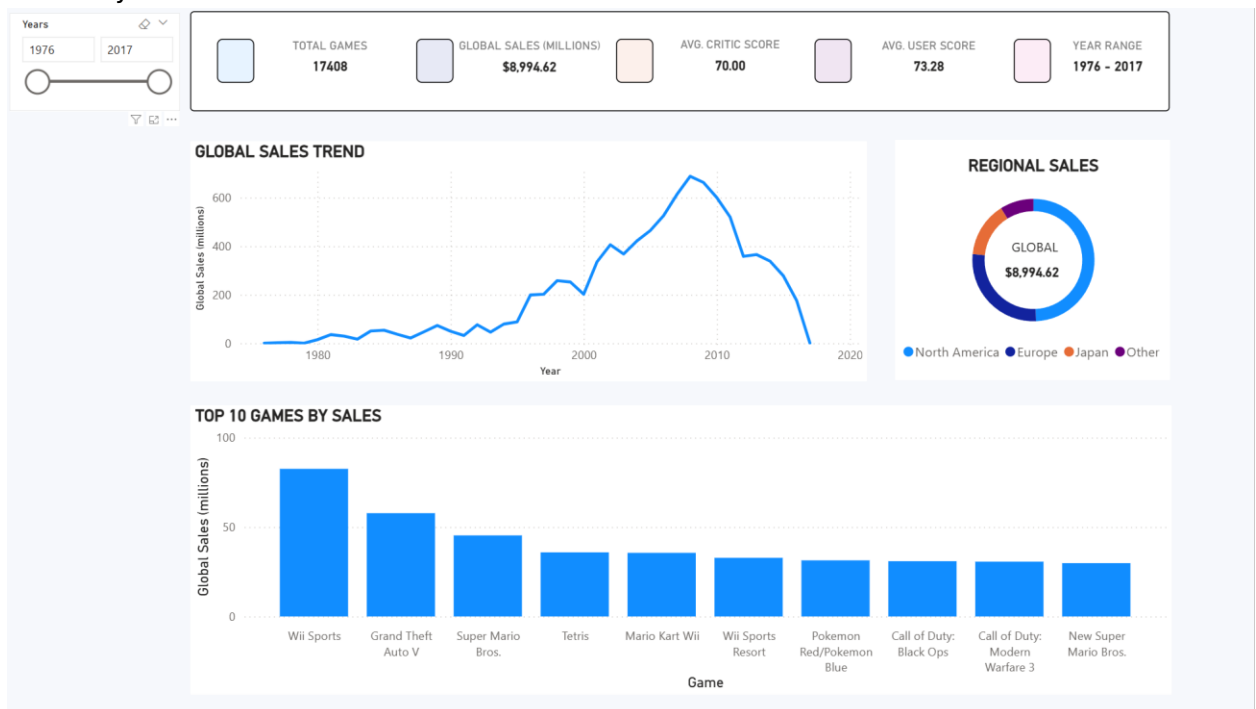 Years
1976
2017
TOTAL GAMES
17408
GLOBAL SALES (MILLIONS)
$8,994.62
AVG. CRITIC SCORE
70.00
AVG. USER SCORE
73.28
YEAR RANGE
1976 - 2017
GLOBAL SALES TREND
Global Sales (millions)
600
400
200
0
1980
1990
2000
2010
2020
Year
REGIONAL SALES
GLOBAL
$8,994.62
North America
Europe
Japan
Other
TOP 10 GAMES BY SALES
Global Sales (millions)
100
50
0
Wii Sports
Grand Theft
Auto V
Super Mario
Bros.
Tetris
Mario Kart Wii
Wii Sports
Resort
Pokemon
Red/Pokemon
Blue
Call of Duty:
Black Ops
Call of Duty:
Modern
Warfare 3
New Super
Mario Bros.
Game